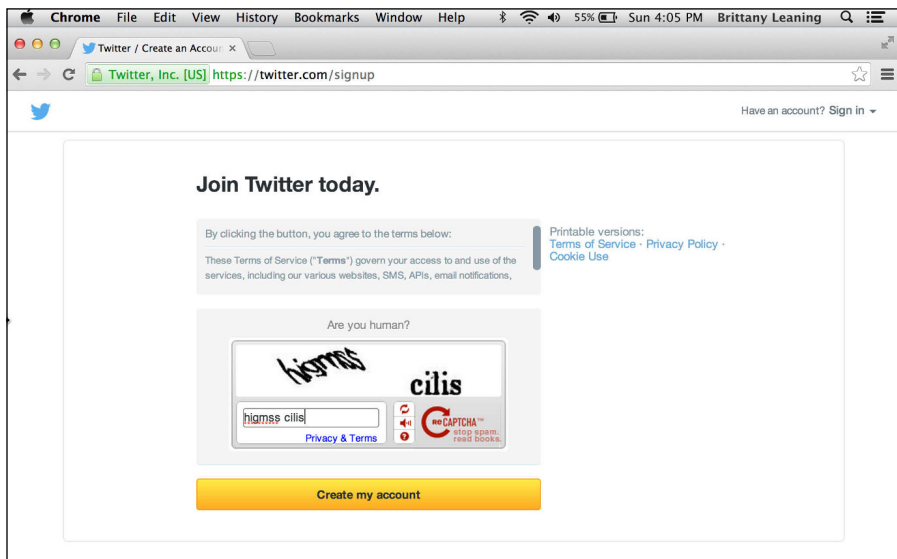 Chrome File Edit View History Bookmarks Window Help 55% Sun 4:05 PM Brittany Leaning
Twitter / Create an Accoun ×
Twitter, Inc. [US] https://twitter.com/signup
Have an account? Sign in
Join Twitter today.
By clicking the button, you agree to the terms below:
These Terms of Service ("Terms") govern your access to and use of the
services, including our various websites, SMS, APIs, email notifications,
Printable versions:
Terms of Service · Privacy Policy ·
Cookie Use
Are you human?
higmss cilis
higmss cilis
Privacy & Terms
reCAPTCHA™
stop spam.
read books.
Create my account